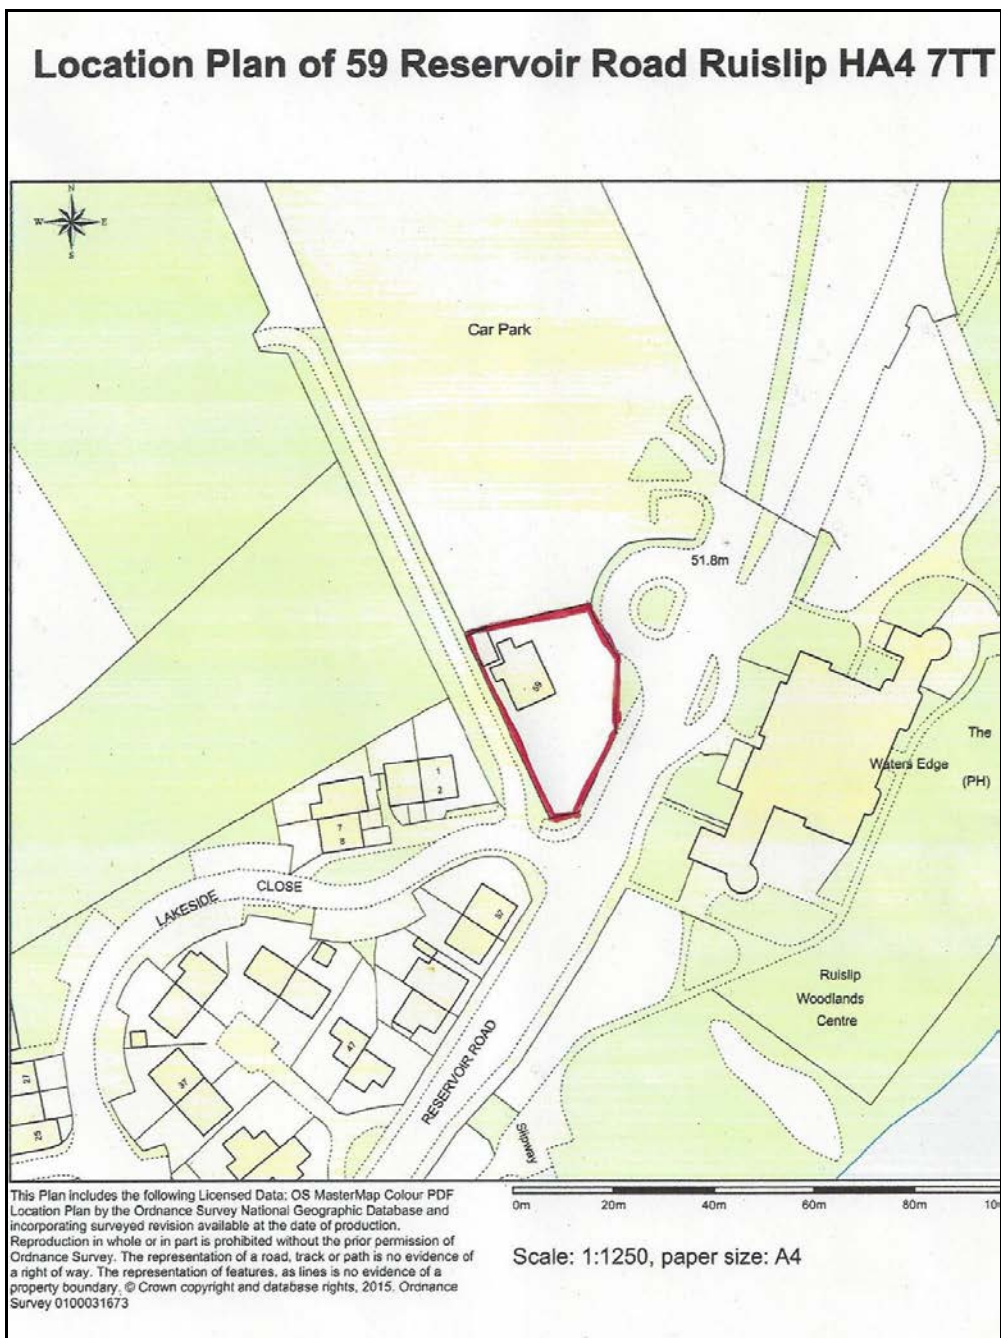 Location Plan of 59 Reservoir Road Ruislip HA4 7TT
N
W E
S
Car Park
51.8m
59
The
Waters Edge
(PH)
1
2
7
8
CLOSE
LAKESIDE
57
Ruislip
Woodlands
Centre
47
RESERVOIR ROAD
37
27
25
Slipway
This Plan includes the following Licensed Data: OS MasterMap Colour PDF
Location Plan by the Ordnance Survey National Geographic Database and
incorporating surveyed revision available at the date of production.
Reproduction in whole or in part is prohibited without the prior permission of
Ordnance Survey. The representation of a road, track or path is no evidence of
a right of way. The representation of features, as lines is no evidence of a
property boundary. © Crown copyright and database rights, 2015. Ordnance
Survey 0100031673
0m 20m 40m 60m 80m
Scale: 1:1250, paper size: A4